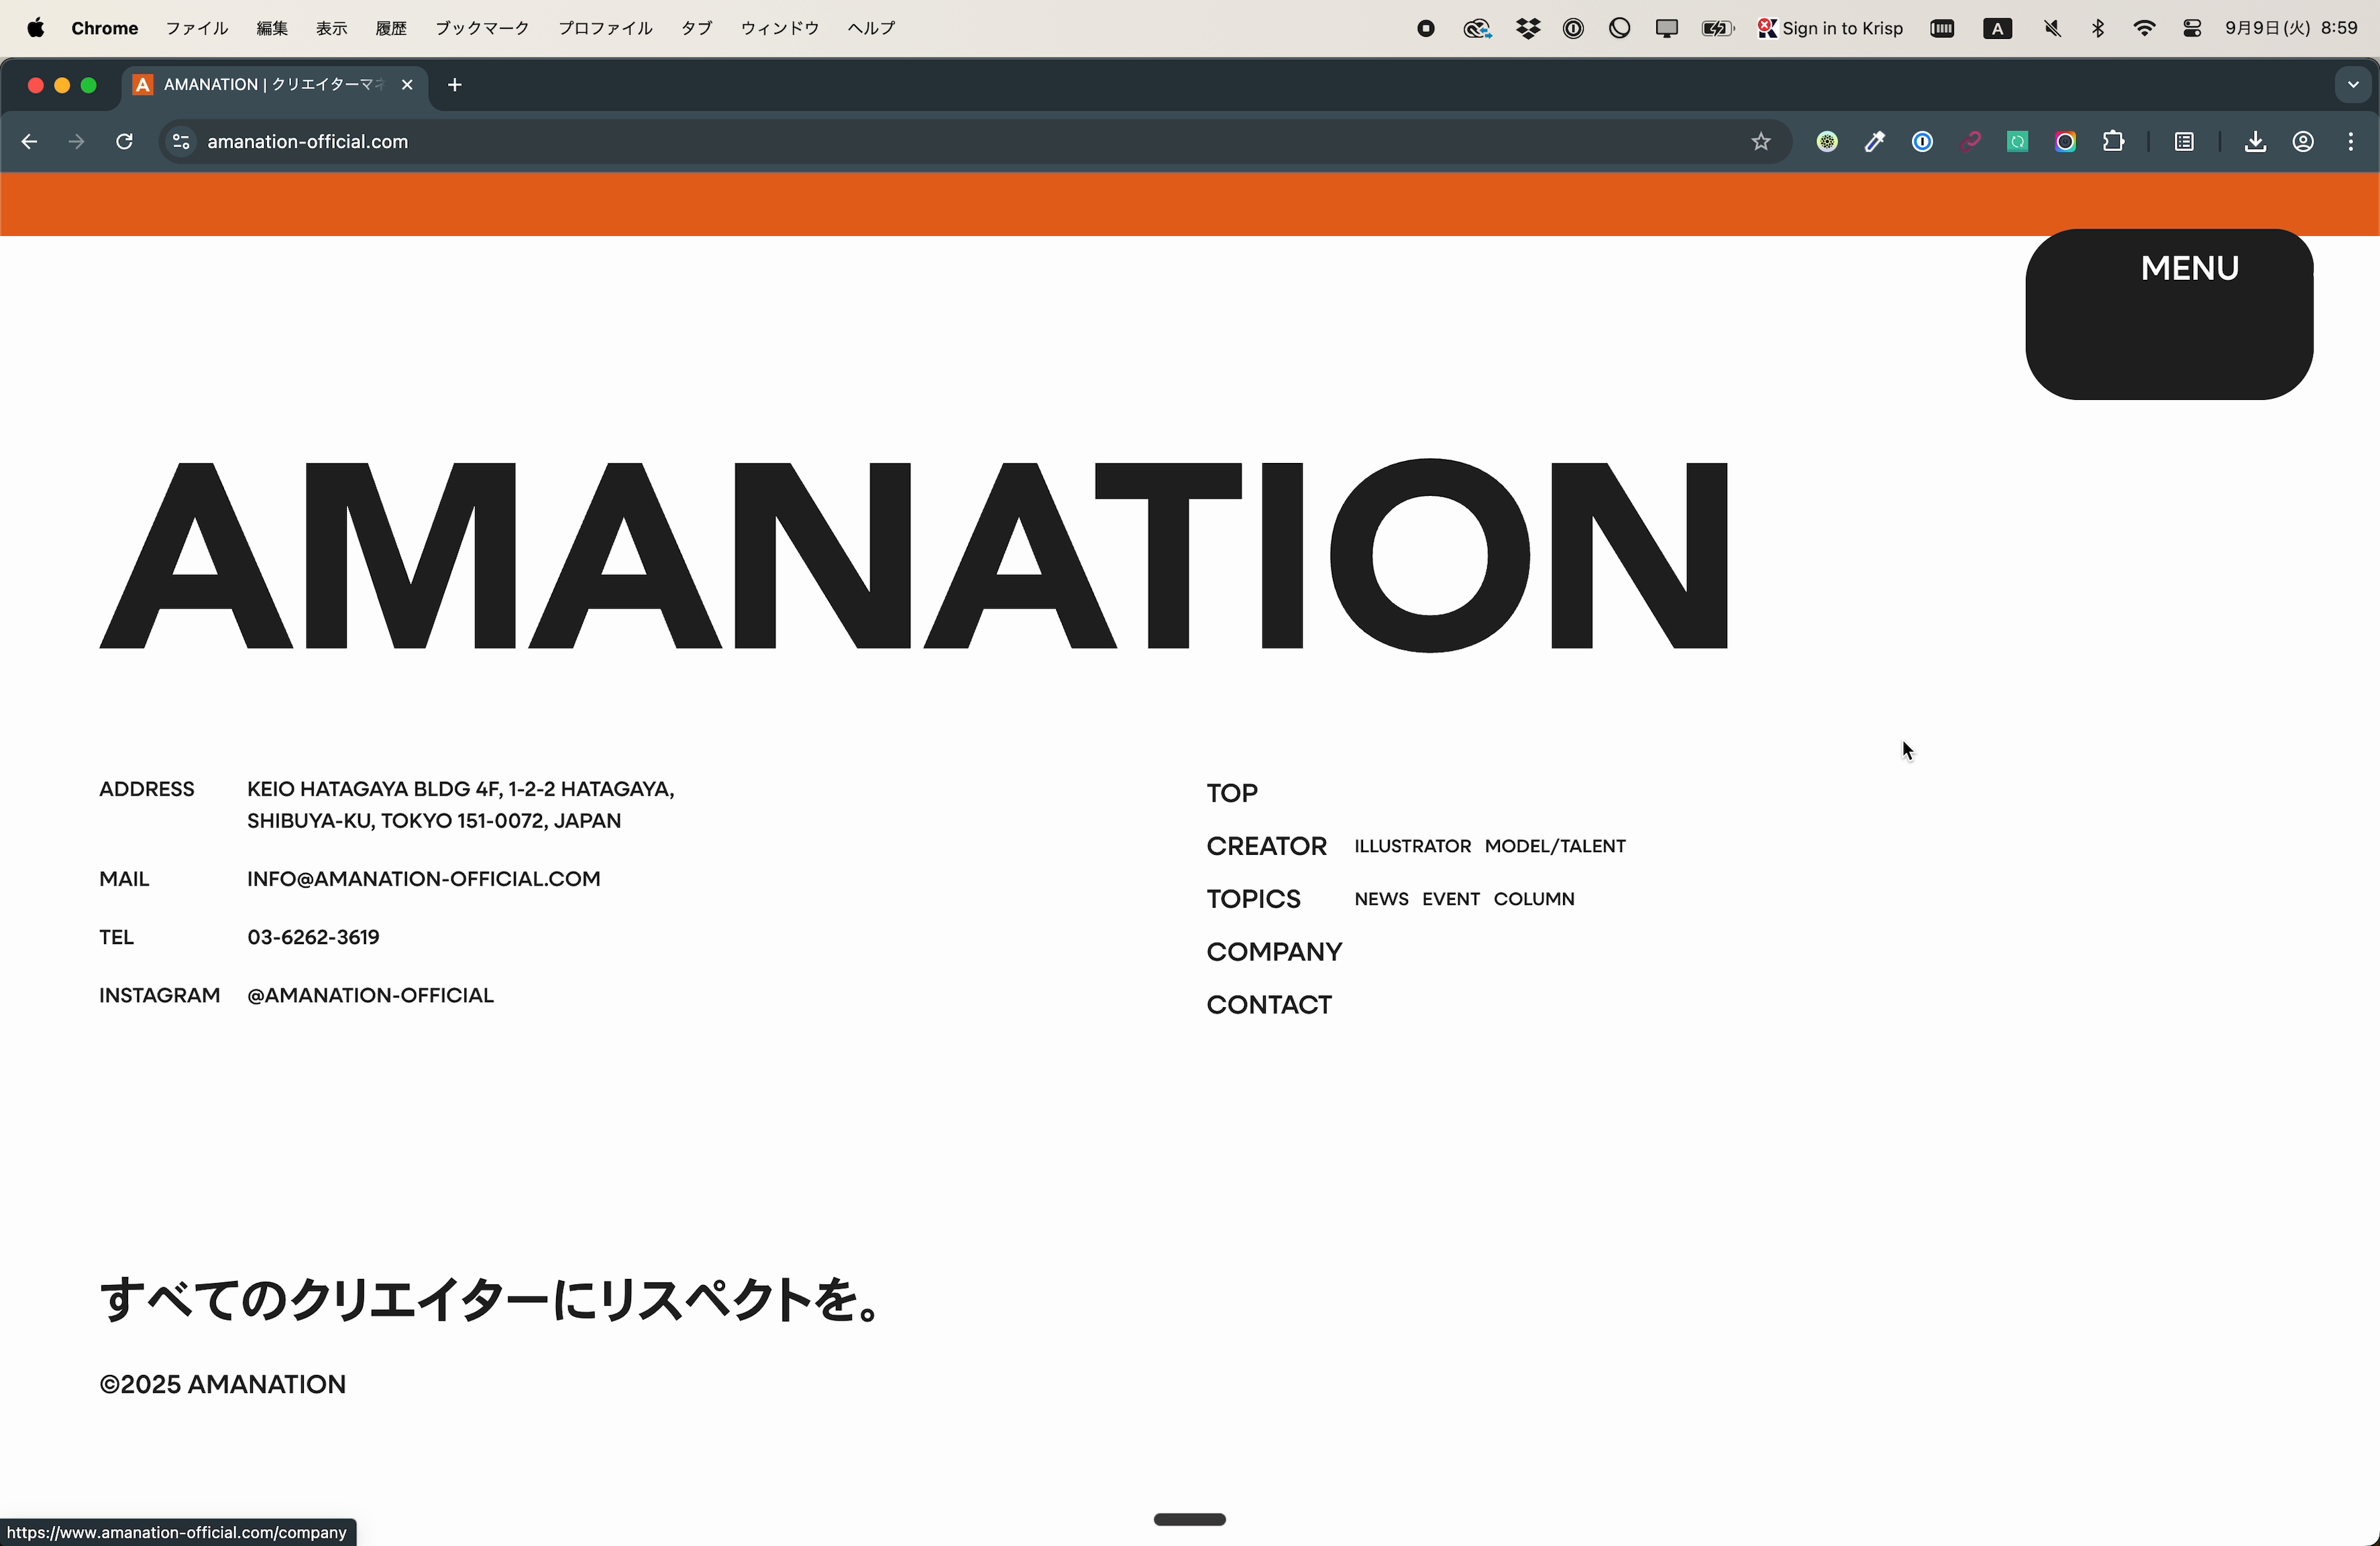 Chrome ファイル 編集 表示 履歴 ブックマーク プロファイル タブ ウィンドウ ヘルプ Sign in to Krisp A 9月9日(火) 8:59
A AMANATION | クリエイターマネ
amanation-official.com
MENU
AMANATION
ADDRESS KEIO HATAGAYA BLDG 4F, 1-2-2 HATAGAYA,
SHIBUYA-KU, TOKYO 151-0072, JAPAN
MAIL INFO@AMANATION-OFFICIAL.COM
TEL 03-6262-3619
INSTAGRAM @AMANATION-OFFICIAL
TOP
CREATOR ILLUSTRATOR MODEL/TALENT
TOPICS NEWS EVENT COLUMN
COMPANY
CONTACT
すべてのクリエイターにリスペクトを。
©2025 AMANATION
https://www.amanation-official.com/company